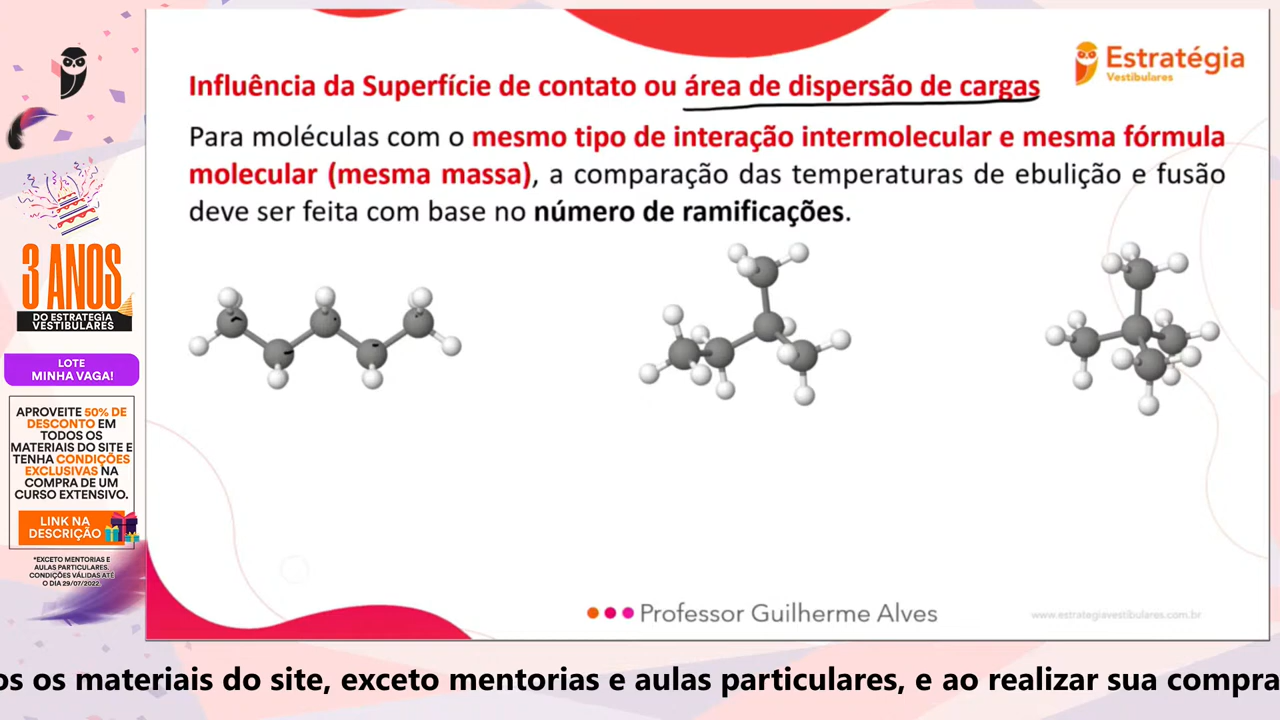 Estratégia
Vestibulares
Influência da Superfície de contato ou área de dispersão de cargas
Para moléculas com o mesmo tipo de interação intermolecular e mesma fórmula
molecular (mesma massa), a comparação das temperaturas de ebulição e fusão
deve ser feita com base no número de ramificações.
3 ANOS
DO ESTRATEGIA
VESTIBULARES
LOTE
MINHA VAGA!
APROVEITE 50% DE
DESCONTO EM
TODOS OS
MATERIAIS DO SITE E
TENHA CONDIÇÕES
EXCLUSIVAS NA
COMPRA DE UM
CURSO EXTENSIVO.
LINK NA
DESCRIÇÃO
*EXCETO MENTORIAS E
AULAS PARTICULARES.
CONDIÇÕES VÁLIDAS ATÉ
O DIA 29/07/2022.
Professor Guilherme Alves
www.estrategiavestibulares.com.br
os os materiais do site, exceto mentorias e aulas particulares, e ao realizar sua compra